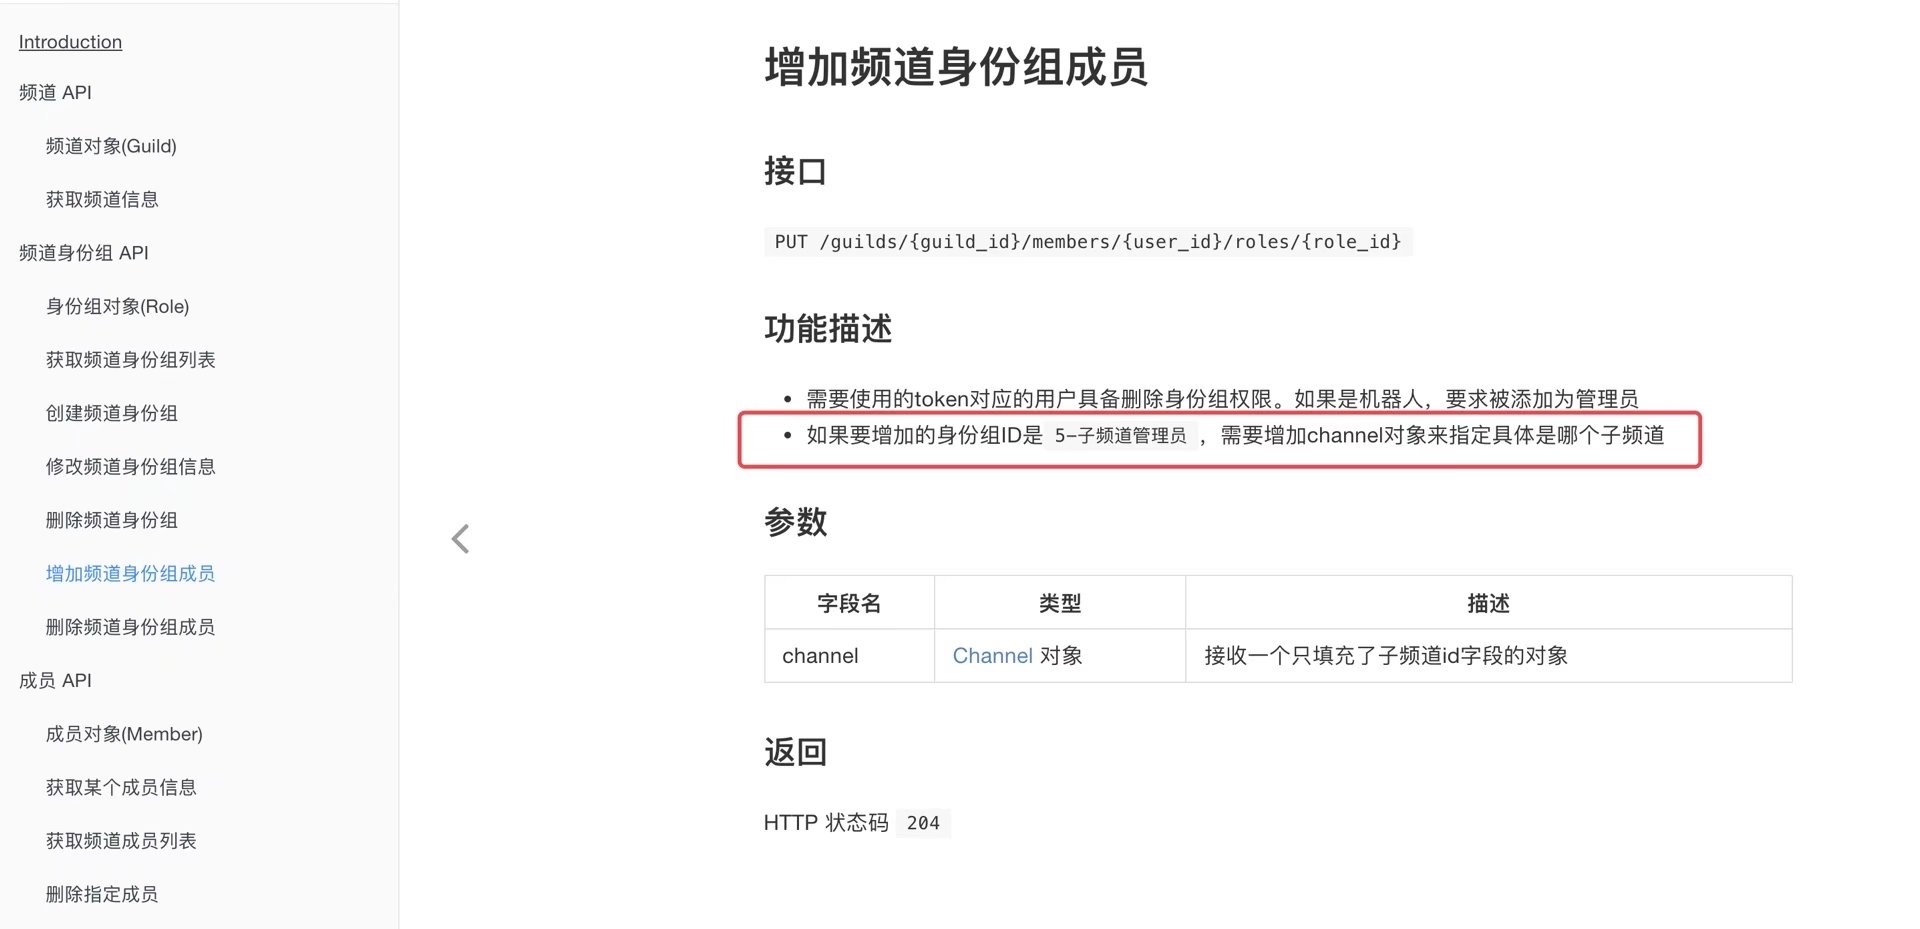 Introduction
频道 API
频道对象(Guild)
获取频道信息
频道身份组 API
身份组对象(Role)
获取频道身份组列表
创建频道身份组
修改频道身份组信息
删除频道身份组
增加频道身份组成员
删除频道身份组成员
成员 API
成员对象(Member)
获取某个成员信息
获取频道成员列表
删除指定成员
增加频道身份组成员
接口
PUT /guilds/{guild_id}/members/{user_id}/roles/{role_id}
功能描述
• 需要使用的token对应的用户具备删除身份组权限。如果是机器人，要求被添加为管理员
• 如果要增加的身份组ID是 5-子频道管理员 ，需要增加channel对象来指定具体是哪个子频道
参数
字段名 类型 描述
channel Channel 对象 接收一个只填充了子频道id字段的对象
返回
HTTP 状态码 204